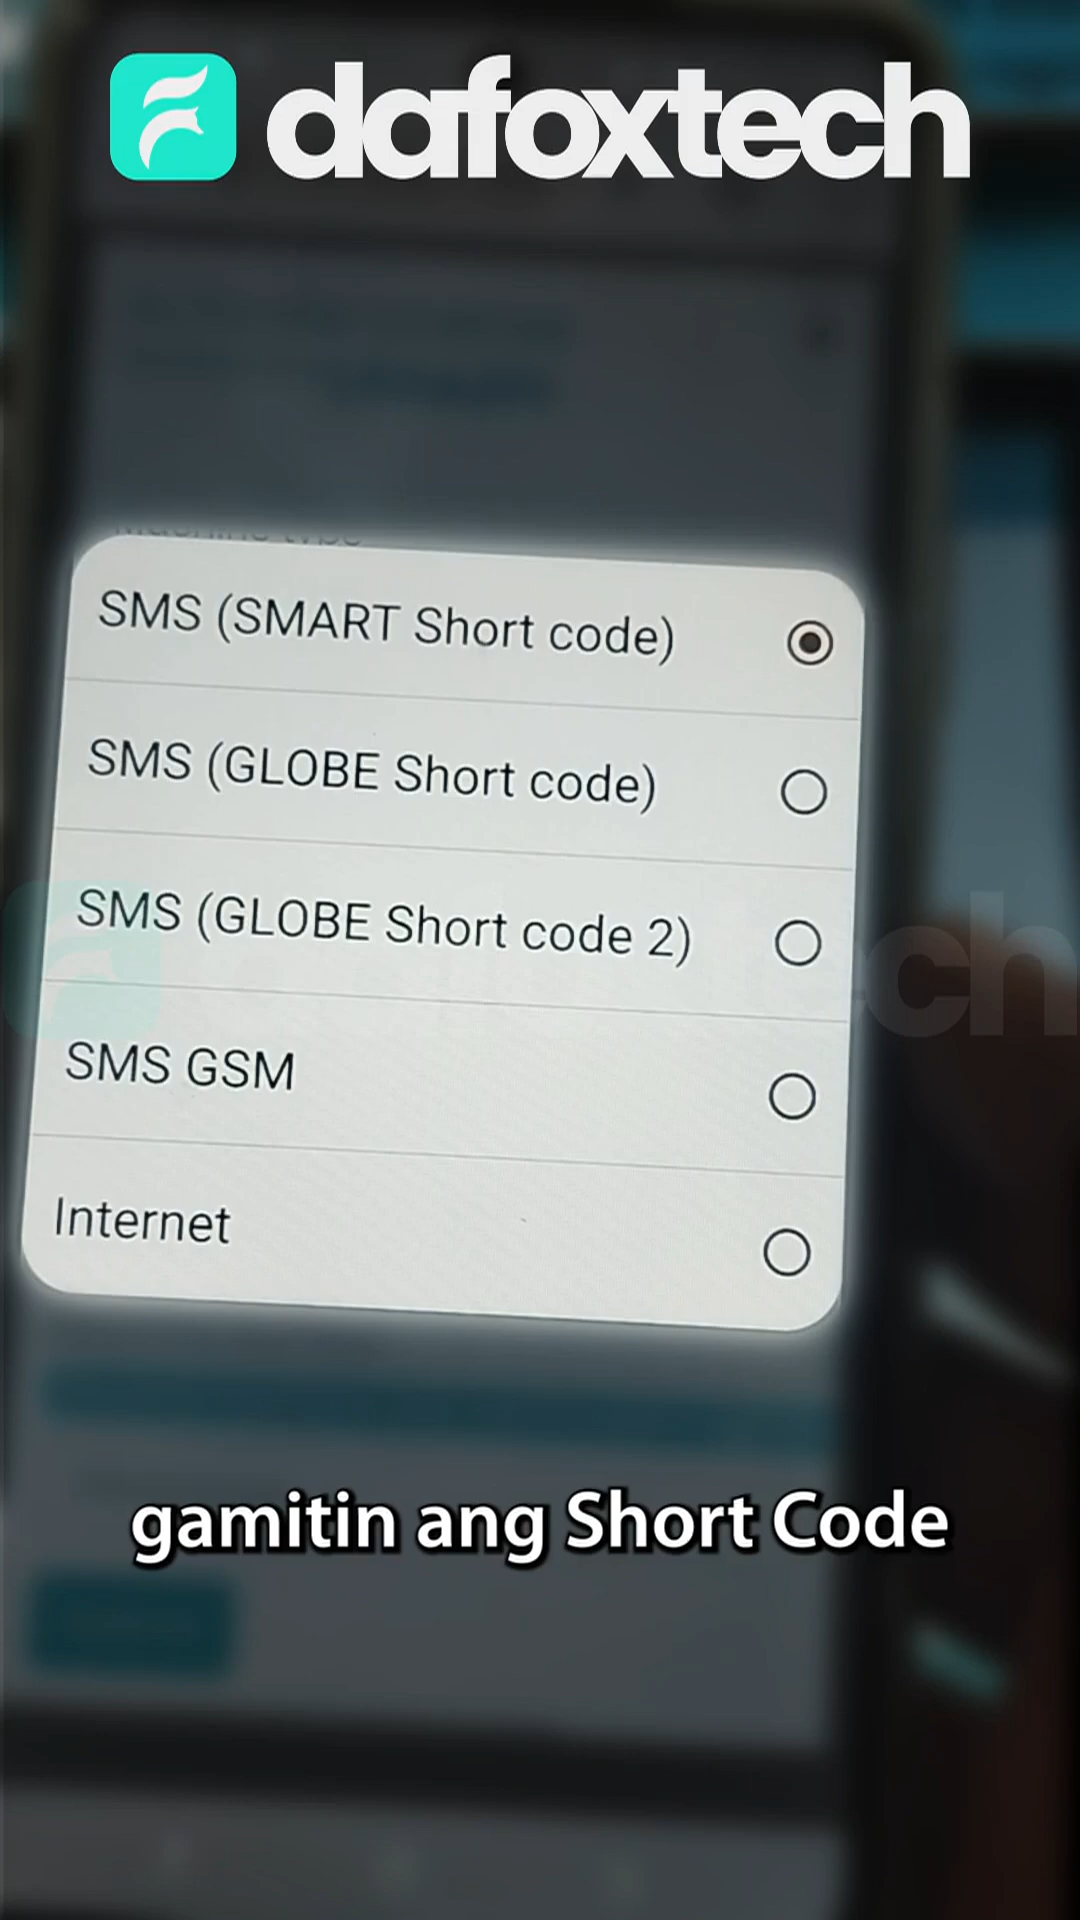 dafoxtech
SMS (SMART Short code)
SMS (GLOBE Short code)
SMS (GLOBE Short code 2)
SMS GSM
Internet
gamitin ang Short Code